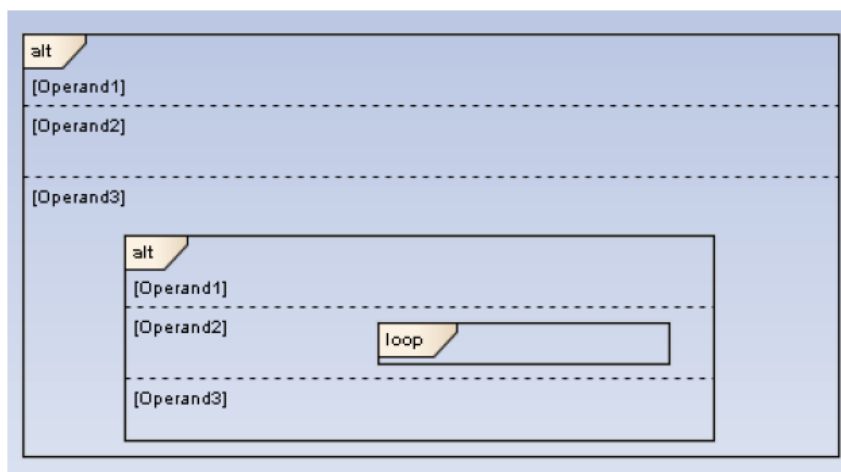 alt
[Operand1]
[Operand2]
[Operand3]
alt
[Operand1]
[Operand2]
loop
[Operand3]